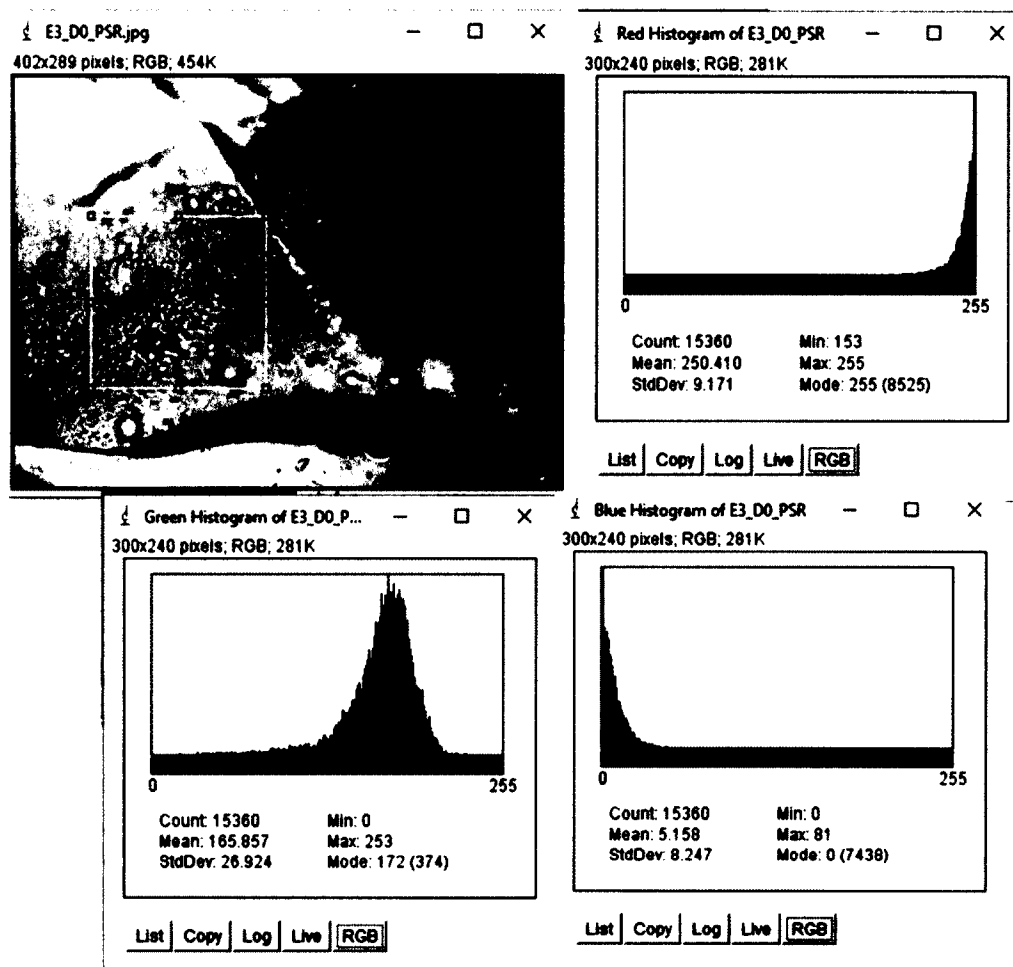 E3_D0_PSR.jpg
402x289 pixels; RGB; 454K
Red Histogram of E3_D0_PSR
300x240 pixels; RGB; 281K
0 255
Count: 15360 Min: 153
Mean: 250.410 Max: 255
StdDev: 9.171 Mode: 255 (8525)
List Copy Log Live RGB
Green Histogram of E3_D0_P...
300x240 pixels; RGB; 281K
0 255
Count: 15360 Min: 0
Mean: 165.857 Max: 253
StdDev: 26.924 Mode: 172 (374)
List Copy Log Live RGB
Blue Histogram of E3_D0_PSR
300x240 pixels; RGB; 281K
0 255
Count: 15360 Min: 0
Mean: 5.158 Max: 81
StdDev: 8.247 Mode: 0 (7438)
List Copy Log Live RGB